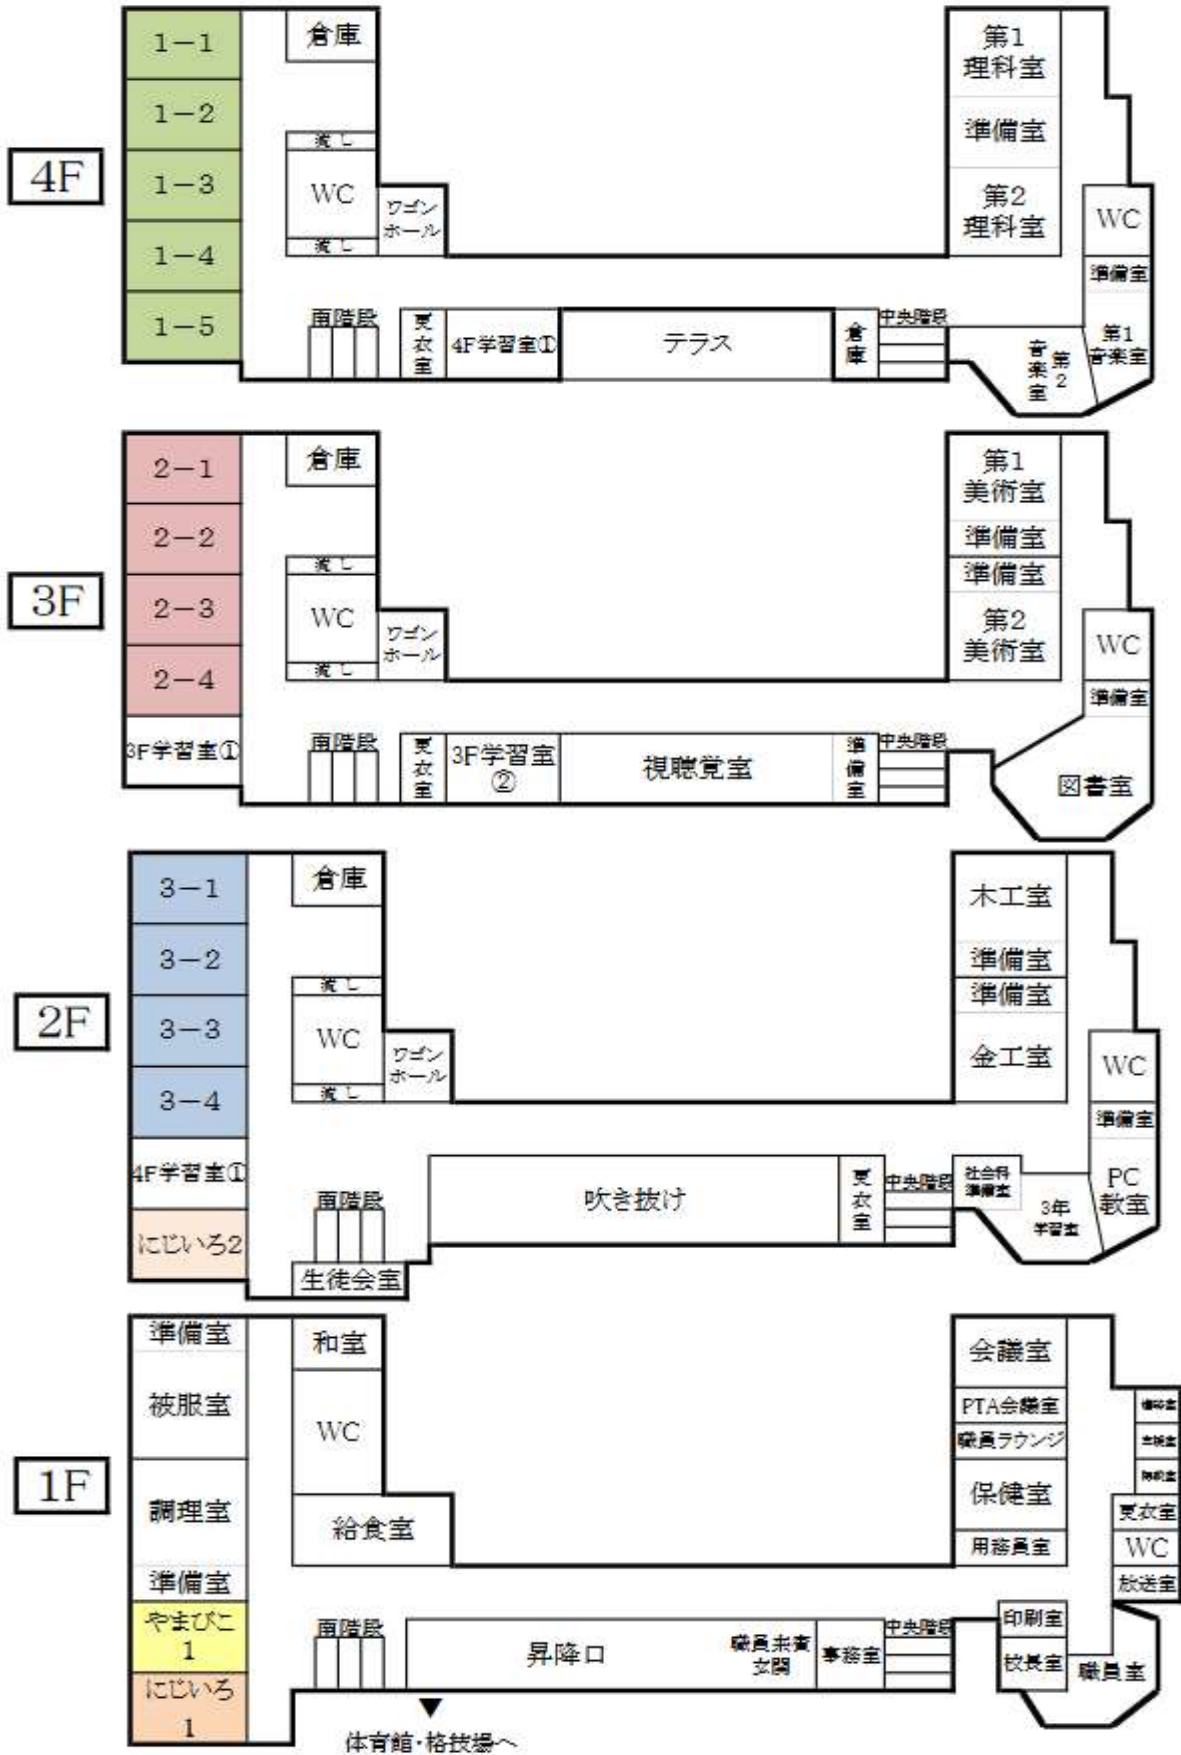 4F
1-1
1-2
1-3
1-4
1-5
倉庫
流し
WC
流し
ワゴン
ホール
南階段
更衣室
4F学習室①
テラス
倉庫
中央階段
第1
理科室
準備室
第2
理科室
WC
準備室
第1
音楽室
第2
音楽室
3F
2-1
2-2
2-3
2-4
3F学習室①
倉庫
流し
WC
流し
ワゴン
ホール
南階段
更衣室
3F学習室
②
視聴覚室
準備室
中央階段
第1
美術室
準備室
準備室
第2
美術室
WC
準備室
図書室
2F
3-1
3-2
3-3
3-4
4F学習室①
にじいろ2
倉庫
流し
WC
流し
ワゴン
ホール
南階段
生徒会室
吹き抜け
更衣室
中央階段
木工室
準備室
準備室
金工室
WC
準備室
PC
教室
社会科
準備室
3年
学習室
1F
準備室
被服室
調理室
準備室
やまびこ
1
にじいろ
1
和室
WC
給食室
南階段
昇降口
職員来賓
玄関
事務室
中央階段
▼
体育館・格技場へ
会議室
PTA会議室
職員ラウンジ
保健室
用務員室
更衣室
WC
放送室
印刷室
校長室
職員室